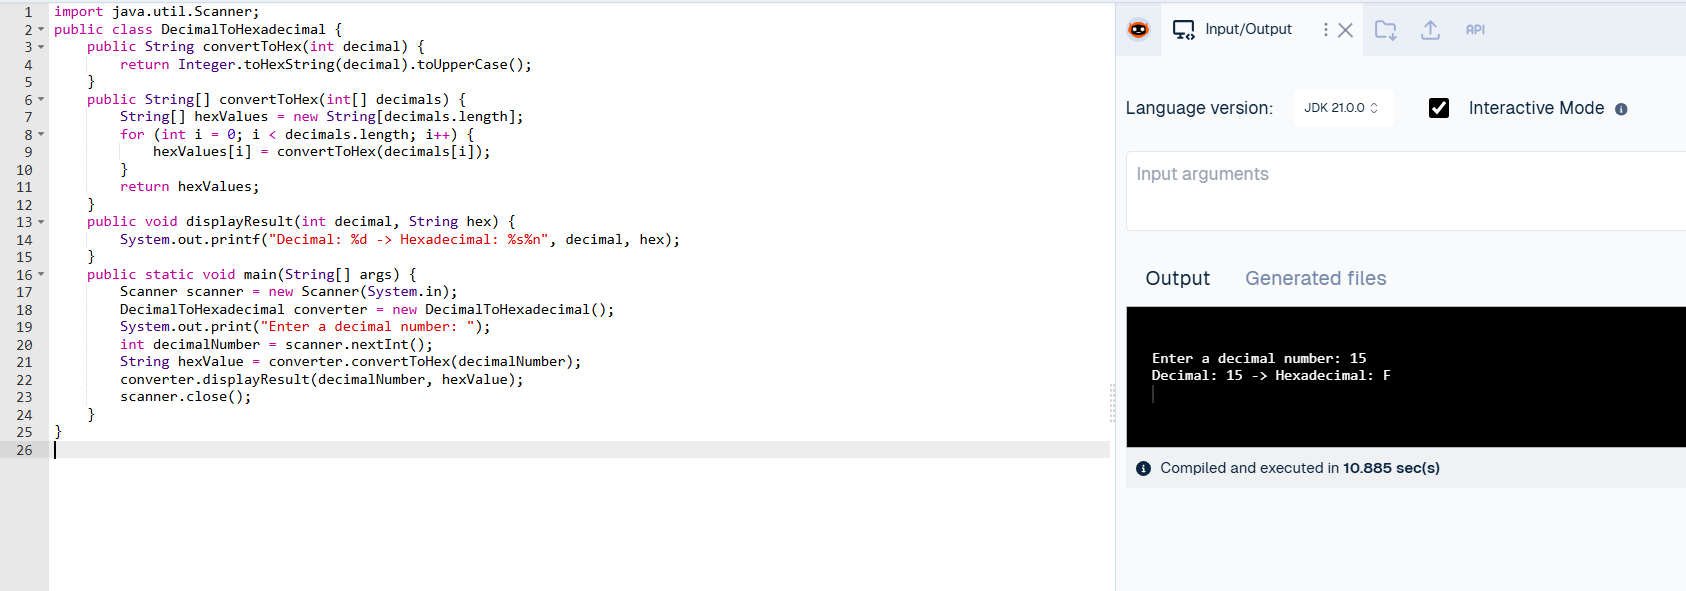 1 import java.util.Scanner;
2 public class DecimalToHexadecimal {
3     public String convertToHex(int decimal) {
4         return Integer.toHexString(decimal).toUpperCase();
5     }
6     public String[] convertToHex(int[] decimals) {
7         String[] hexValues = new String[decimals.length];
8         for (int i = 0; i < decimals.length; i++) {
9             hexValues[i] = convertToHex(decimals[i]);
10         }
11         return hexValues;
12     }
13     public void displayResult(int decimal, String hex) {
14         System.out.printf("Decimal: %d -> Hexadecimal: %s%n", decimal, hex);
15     }
16     public static void main(String[] args) {
17         Scanner scanner = new Scanner(System.in);
18         DecimalToHexadecimal converter = new DecimalToHexadecimal();
19         System.out.print("Enter a decimal number: ");
20         int decimalNumber = scanner.nextInt();
21         String hexValue = converter.convertToHex(decimalNumber);
22         converter.displayResult(decimalNumber, hexValue);
23         scanner.close();
24     }
25 }
26
Input/Output API
Language version: JDK 21.0.0 Interactive Mode
Input arguments
Output Generated files
Enter a decimal number: 15
Decimal: 15 -> Hexadecimal: F
Compiled and executed in 10.885 sec(s)